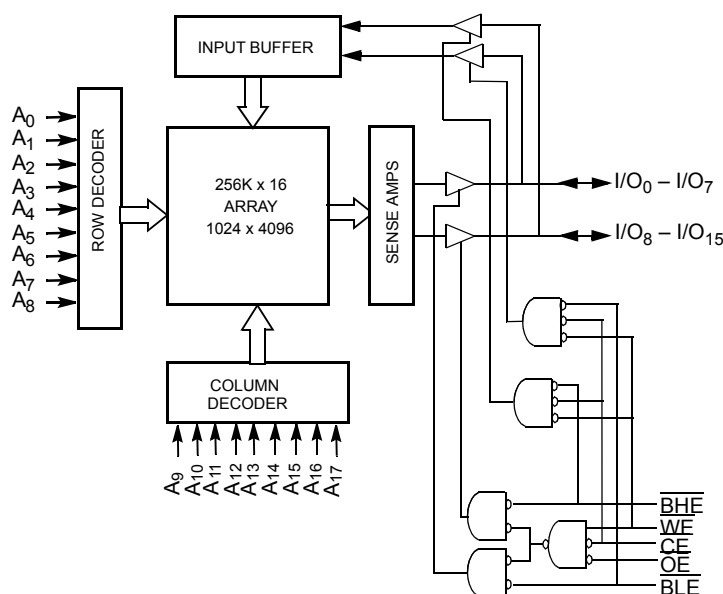 INPUT BUFFER
A0
A1
A2
A3
A4
A5
A6
A7
A8
ROW DECODER
256K x 16
ARRAY
1024 x 4096
SENSE AMPS
I/O0 – I/O7
I/O8 – I/O15
COLUMN
DECODER
A9
A10
A11
A12
A13
A14
A15
A16
A17
BHE
WE
CE
OE
BLE